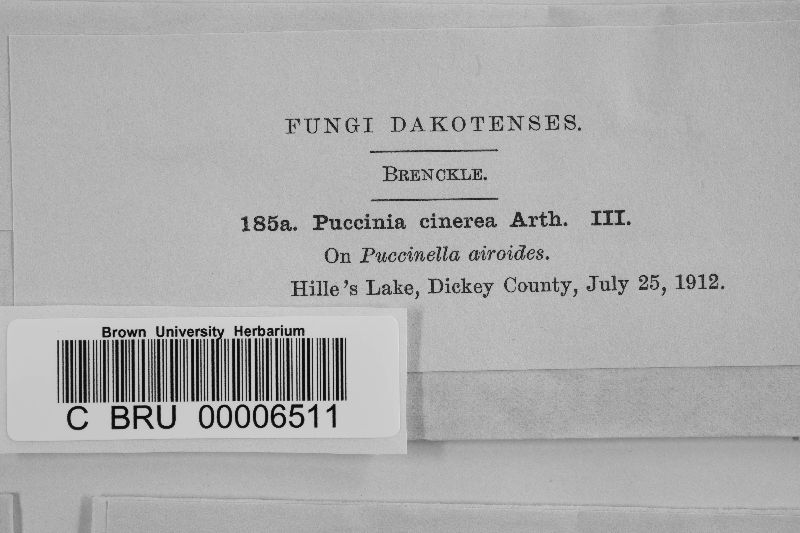 FUNGI DAKOTENSES.
BRENCKLE.
185a. Puccinia cinerea Arth. III.
On Puccinella airoides.
Hille's Lake, Dickey County, July 25, 1912.
Brown University Herbarium
C BRU 00006511